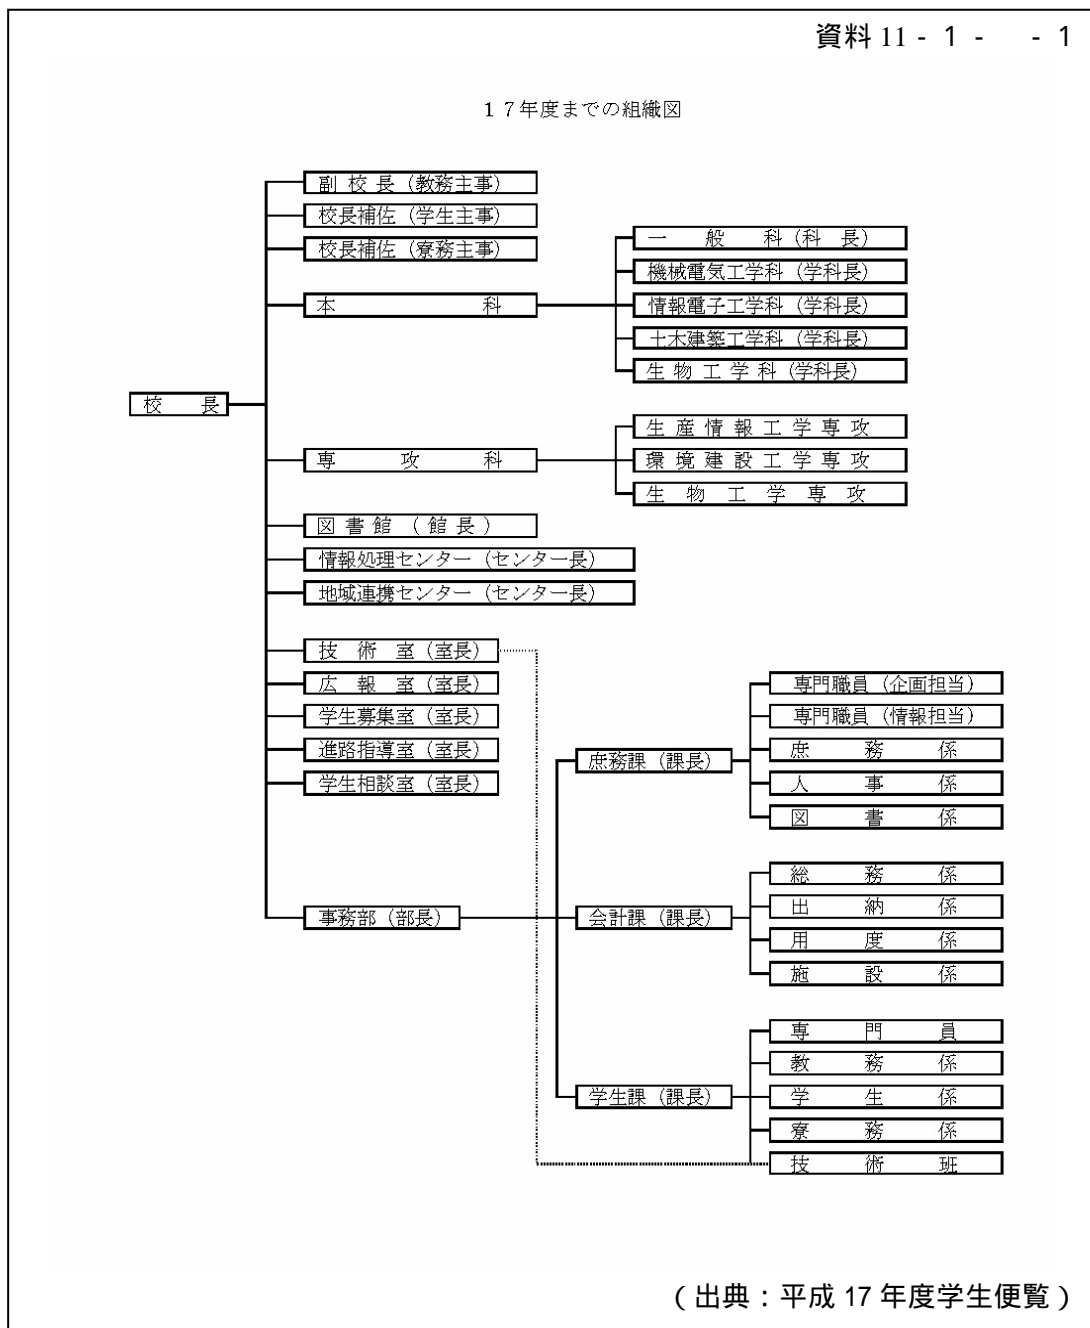 資料 11 - 1 -　 - 1
１７年度までの組織図
副 校 長（教務主事）
校長補佐（学生主事）
校長補佐（寮務主事）
本　科
一　般　科（科　長）
機械電気工学科（学科長）
情報電子工学科（学科長）
土木建築工学科（学科長）
生 物 工 学 科（学科長）
校　長
専　攻　科
生 産 情 報 工 学 専 攻
環 境 建 設 工 学 専 攻
生 物 工 学 専 攻
図 書 館（ 館 長 ）
情報処理センター（センター長）
地域連携センター（センター長）
技　術　室（室長）
広　報　室（室長）
学生募集室（室長）
進路指導室（室長）
学生相談室（室長）
事務部（部長）
庶務課（課長）
専門職員（企画担当）
専門職員（情報担当）
庶　務　係
人　事　係
図　書　係
会計課（課長）
総　務　係
出　納　係
用　度　係
施　設　係
学生課（課長）
専　門　員
教　務　係
学　生　係
寮　務　係
技　術　班
（出典：平成 17 年度学生便覧）